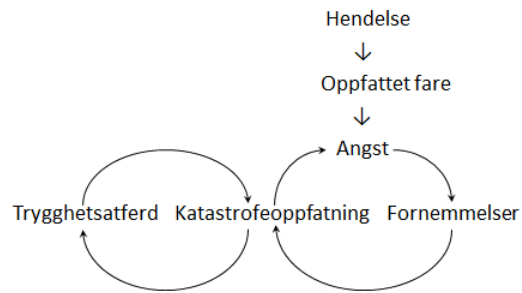 Hendelse
Oppfattet fare
Angst
Trygghetsatferd Katastrofeoppfatning Fornemmelser